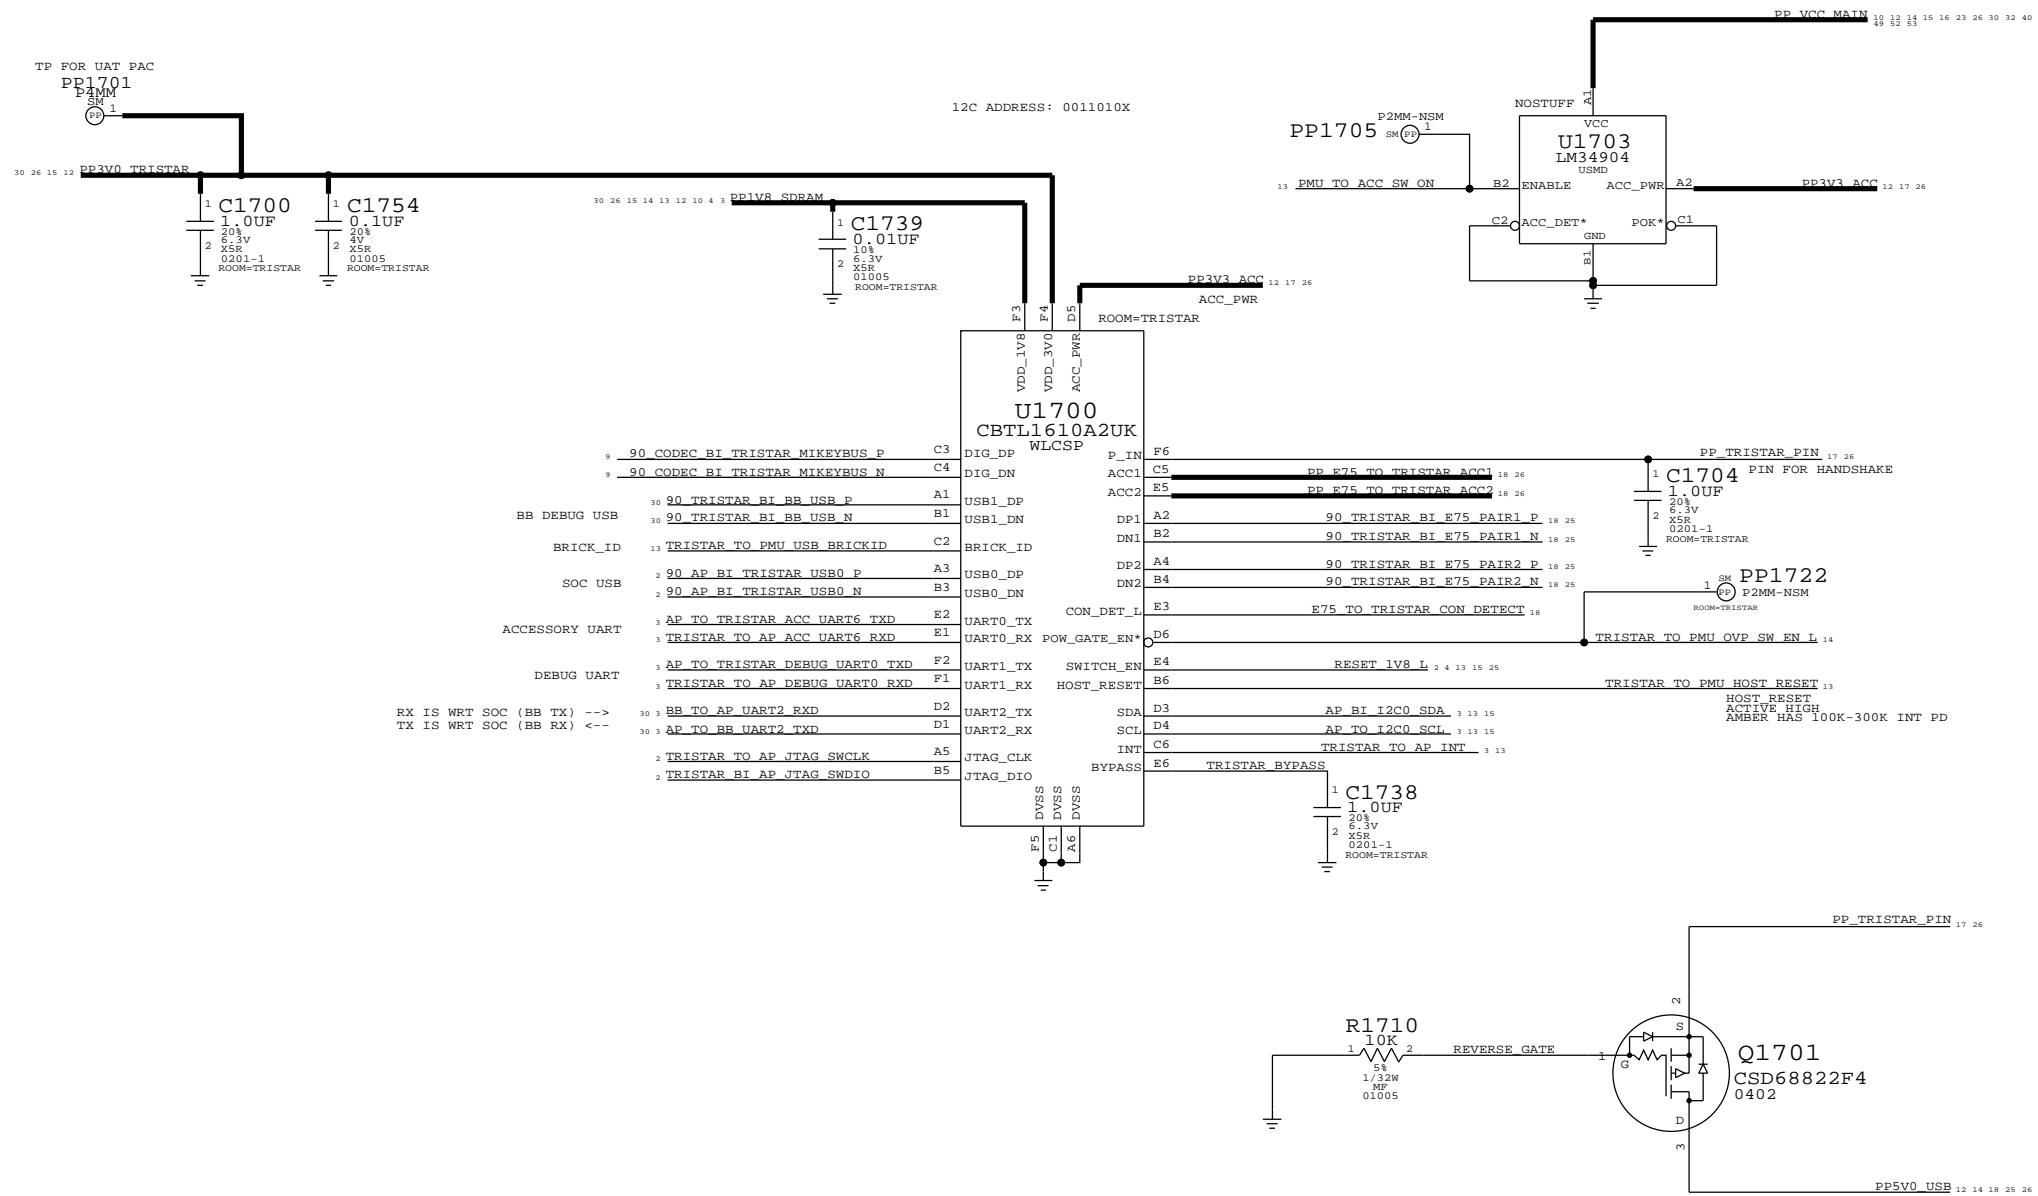 PP_VCC_MAIN 10 12 14 15 16 23 26 30 32 40
49 52 53
TP FOR UAT PAC
PP1701
P4MM
SM
1
PP
30 26 15 12 PP3V0_TRISTAR
1 C1700
1.0UF
20%
2 6.3V
X5R
0201-1
ROOM=TRISTAR
1 C1754
0.1UF
20%
2 4V
X5R
01005
ROOM=TRISTAR
12C ADDRESS: 0011010X
30 26 15 14 13 12 10 4 3 PP1V8_SDRAM
1 C1739
0.01UF
10%
2 6.3V
X5R
01005
ROOM=TRISTAR
PP3V3_ACC 12 17 26
ACC_PWR
ROOM=TRISTAR
NOSTUFF A1
P2MM-NSM
PP1705 SM PP 1
VCC
U1703
LM34904
USMD
13 PMU_TO_ACC_SW_ON B2 ENABLE
ACC_PWR A2 PP3V3_ACC 12 17 26
C2 ACC_DET*
POK* C1
GND
B1
F3 F4 D5
VDD_1V8 VDD_3V0 ACC_PWR
U1700
CBTL1610A2UK
WLCSP
9 90_CODEC_BI_TRISTAR_MIKEYBUS_P C3 DIG_DP
9 90_CODEC_BI_TRISTAR_MIKEYBUS_N C4 DIG_DN
30 90_TRISTAR_BI_BB_USB_P A1 USB1_DP
BB DEBUG USB
30 90_TRISTAR_BI_BB_USB_N B1 USB1_DN
BRICK_ID 13 TRISTAR_TO_PMU_USB_BRICKID C2 BRICK_ID
2 90_AP_BI_TRISTAR_USB0_P A3 USB0_DP
SOC USB
2 90_AP_BI_TRISTAR_USB0_N B3 USB0_DN
3 AP_TO_TRISTAR_ACC_UART6_TXD E2 UART0_TX
ACCESSORY UART
3 TRISTAR_TO_AP_ACC_UART6_RXD E1 UART0_RX
3 AP_TO_TRISTAR_DEBUG_UART0_TXD F2 UART1_TX
DEBUG UART
3 TRISTAR_TO_AP_DEBUG_UART0_RXD F1 UART1_RX
RX IS WRT SOC (BB TX) --> 30 3 BB_TO_AP_UART2_RXD D2 UART2_TX
TX IS WRT SOC (BB RX) <-- 30 3 AP_TO_BB_UART2_TXD D1 UART2_RX
2 TRISTAR_TO_AP_JTAG_SWCLK A5 JTAG_CLK
2 TRISTAR_BI_AP_JTAG_SWDIO B5 JTAG_DIO
P_IN F6 PP_TRISTAR_PIN 17 26
PIN FOR HANDSHAKE
ACC1 C5 PP_E75_TO_TRISTAR_ACC1 18 26
ACC2 E5 PP_E75_TO_TRISTAR_ACC2 18 26
DP1 A2 90_TRISTAR_BI_E75_PAIR1_P 18 25
DN1 B2 90_TRISTAR_BI_E75_PAIR1_N 18 25
DP2 A4 90_TRISTAR_BI_E75_PAIR2_P 18 25
DN2 B4 90_TRISTAR_BI_E75_PAIR2_N 18 25
CON_DET_L E3 E75_TO_TRISTAR_CON_DETECT 18
POW_GATE_EN* D6 TRISTAR_TO_PMU_OVP_SW_EN_L 14
SWITCH_EN E4 RESET_1V8_L 2 4 13 15 25
HOST_RESET B6 TRISTAR_TO_PMU_HOST_RESET 13
HOST_RESET
ACTIVE HIGH
AMBER HAS 100K-300K INT PD
SDA D3 AP_BI_I2C0_SDA 3 13 15
SCL D4 AP_TO_I2C0_SCL 3 13 15
INT C6 TRISTAR_TO_AP_INT 3 13
BYPASS E6 TRISTAR_BYPASS
1 C1704
1.0UF
20%
6.3V
2 X5R
0201-1
ROOM=TRISTAR
SM PP1722
1 PP P2MM-NSM
ROOM=TRISTAR
1 C1738
1.0UF
20%
6.3V
2 X5R
0201-1
ROOM=TRISTAR
DVSS DVSS DVSS
F5 C1 A6
PP_TRISTAR_PIN 17 26
2
S
R1710
10K
1 2 REVERSE_GATE 1 G
5%
1/32W
MF
01005
Q1701
CSD68822F4
0402
D
3
PP5V0_USB 12 14 18 25 26